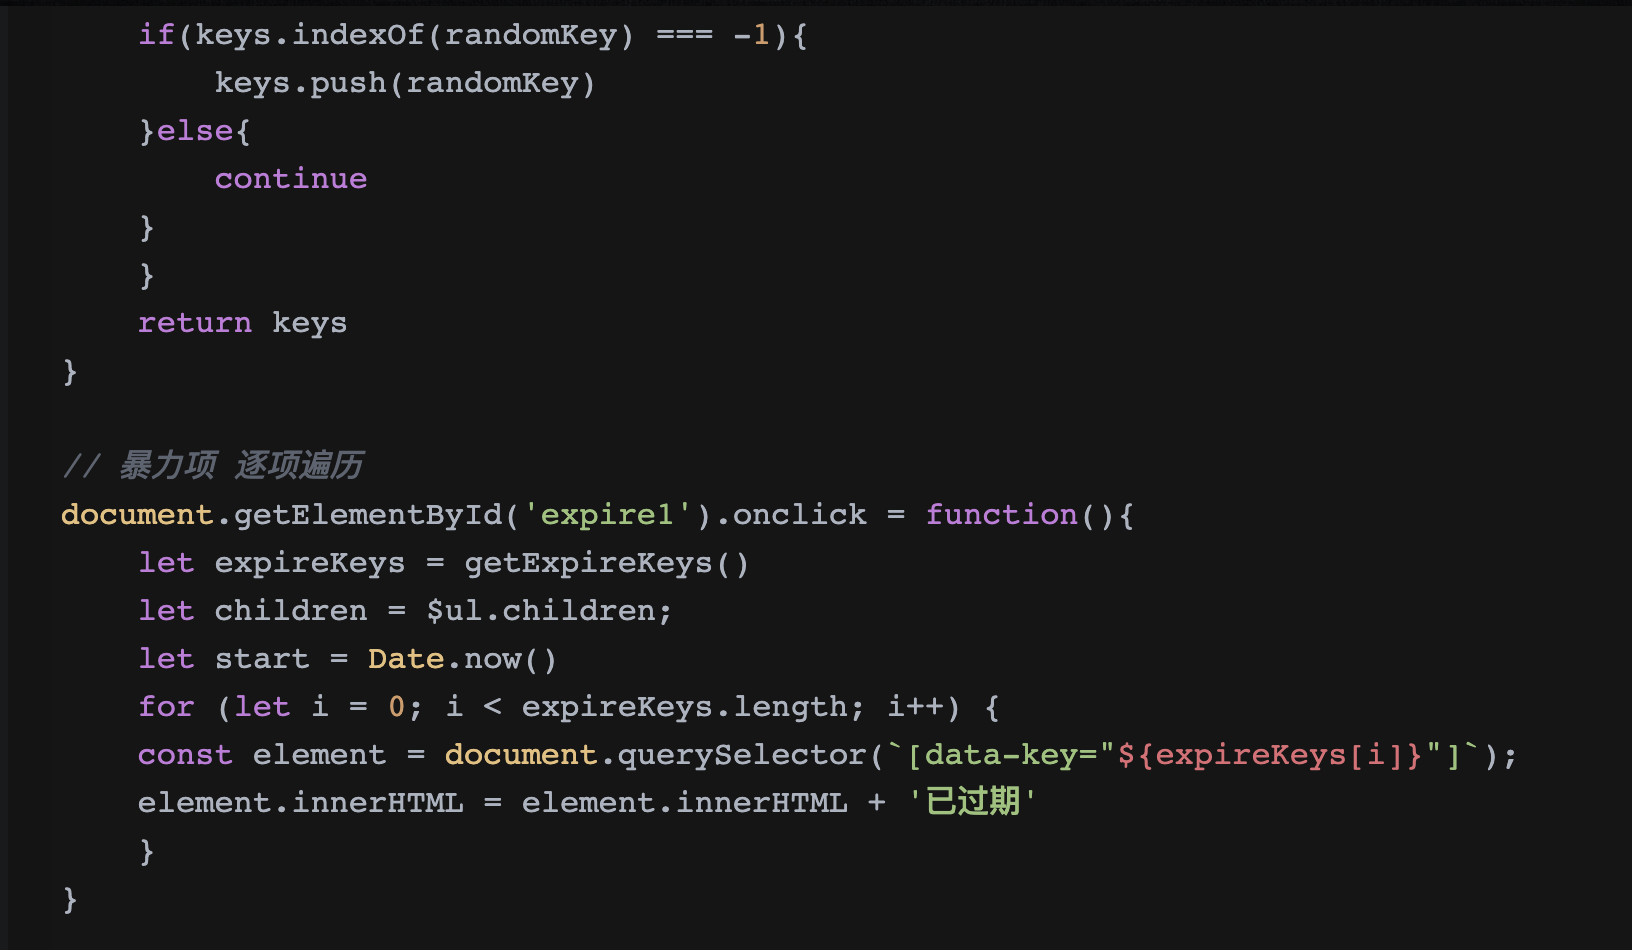 if(keys.indexOf(randomKey) === -1){
keys.push(randomKey)
}else{
continue
}
}
return keys
}
// 暴力项 逐项遍历
document.getElementById('expire1').onclick = function(){
let expireKeys = getExpireKeys()
let children = $ul.children;
let start = Date.now()
for (let i = 0; i < expireKeys.length; i++) {
const element = document.querySelector(`[data-key="${expireKeys[i]}"]`);
element.innerHTML = element.innerHTML + '已过期'
}
}